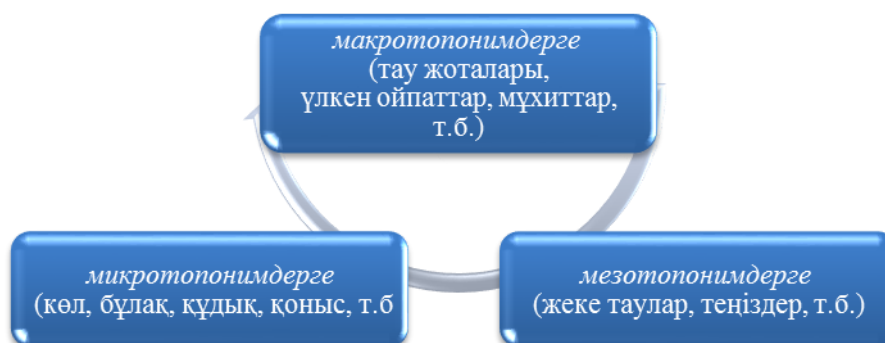 макротопонимдерге
(тау жоталары,
үлкен ойпаттар, мұхиттар,
т.б.)
микротопонимдерге
(көл, бұлақ, құдық, қоныс, т.б
мезотопонимдерге
(жеке таулар, теңіздер, т.б.)